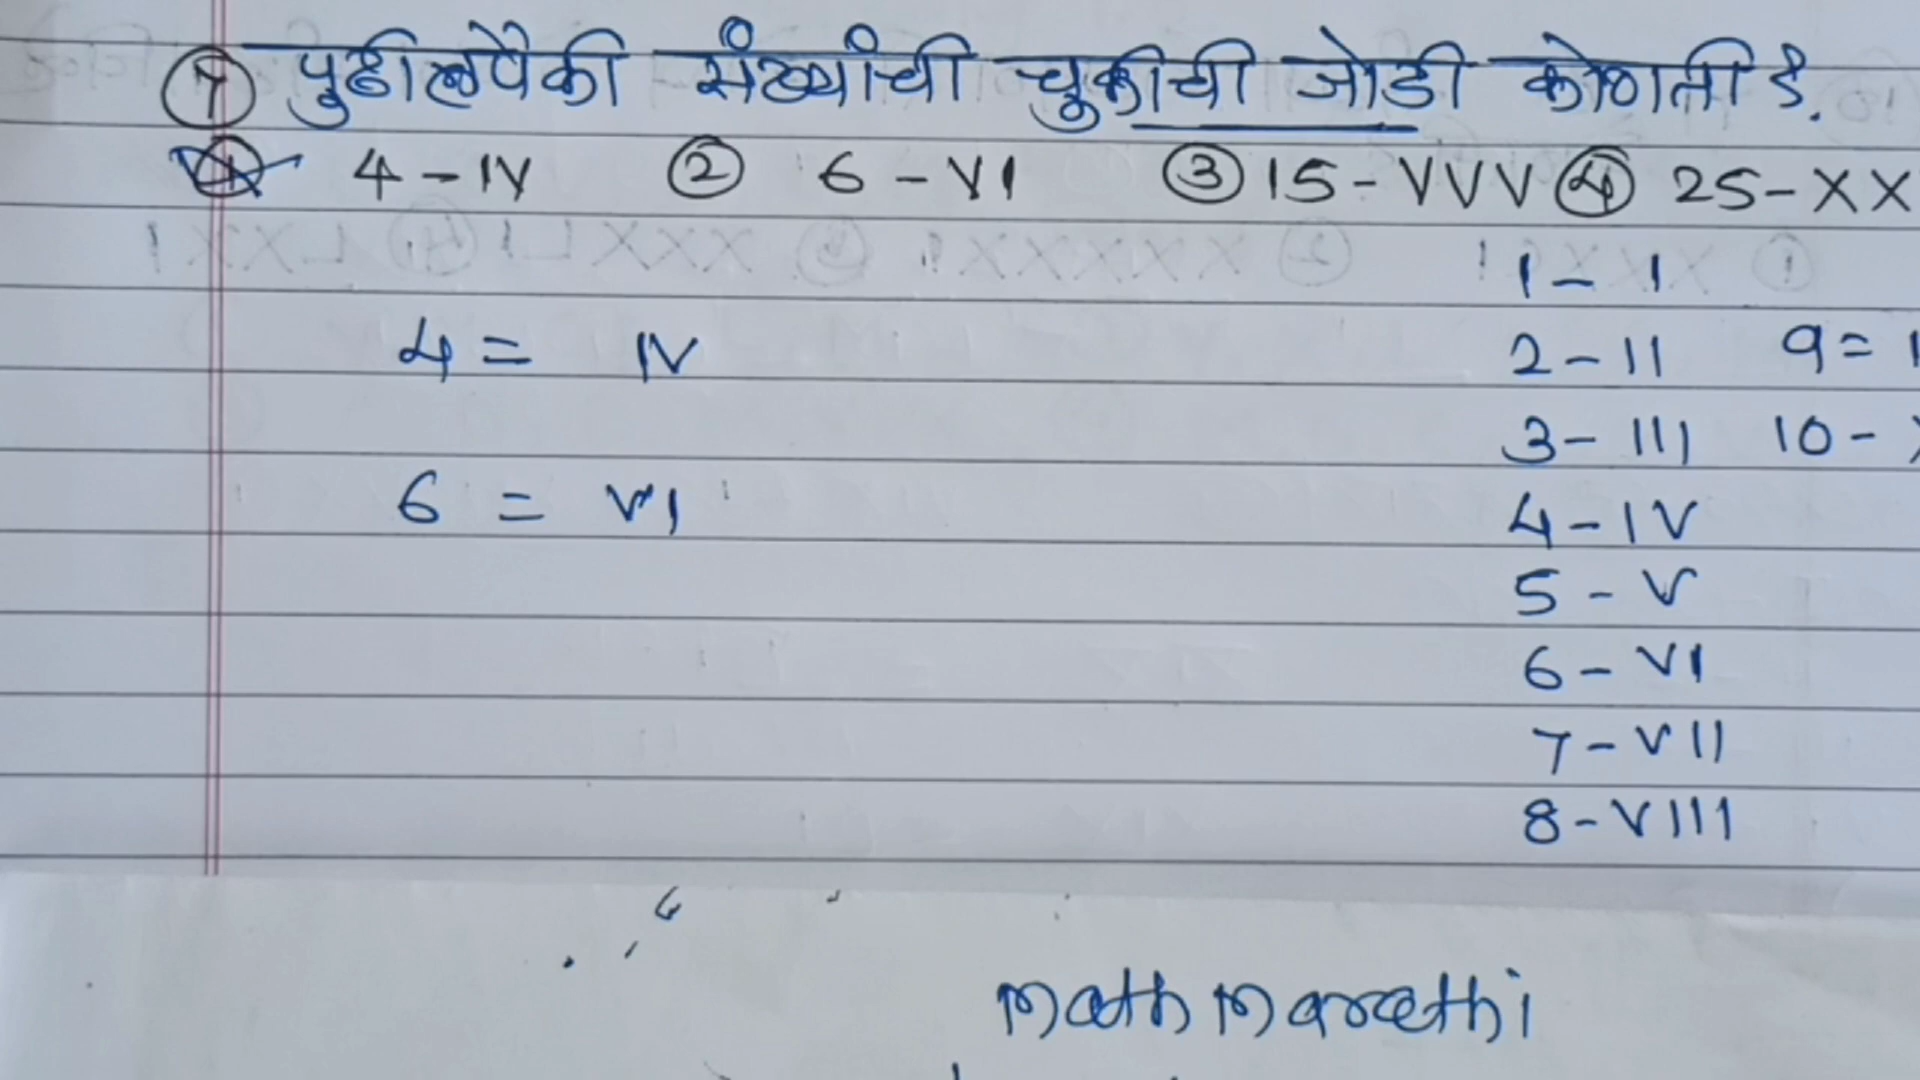 7 पुढीलपैकी संख्यांची चुकीची जोडी कोणती है.
1 4 - IV 2 6 - VI 3 15 - VVV 4 25 - XX
1 - I
4 = IV
2 - II 9 = I
3 - III 10 -
6 = VI
4 - IV
5 - V
6 - VI
7 - VII
8 - VIII
Math Marathi